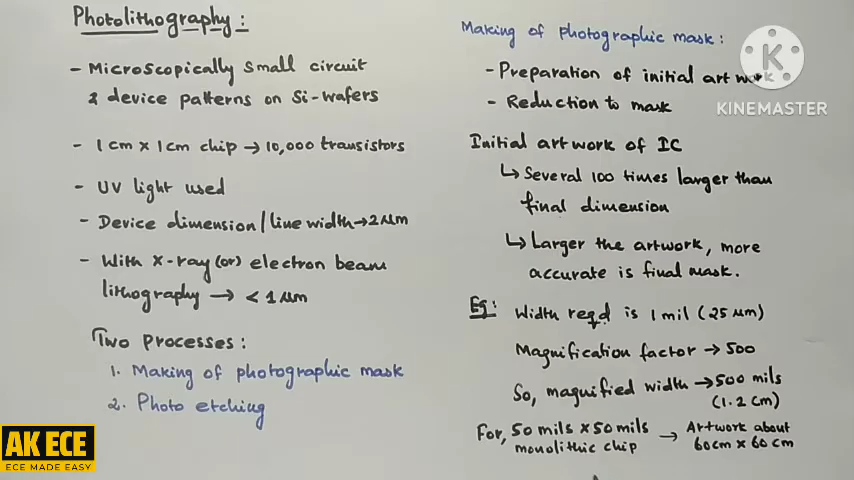 Photolithography:
- Microscopically small circuit
& device patterns on Si-wafers
- 1 cm x 1 cm chip → 10,000 transistors
- UV light used
- Device dimension/line width → 2 μm
- With X-ray (or) electron beam
lithography → < 1 μm
Two Processes:
1. Making of photographic mask
2. Photo etching
AK ECE
ECE MADE EASY
Making of photographic mask:
- Preparation of initial art work
- Reduction to mask
K
KINEMASTER
Initial artwork of IC
↳ Several 100 times larger than
final dimension
↳ Larger the artwork, more
accurate is final mask.
Eg: Width reqd is 1 mil (25 μm)
Magnification factor → 500
So, magnified width → 500 mils
(1.2 cm)
For, 50 mils x 50 mils → Artwork about
monolithic chip 60cm x 60 cm